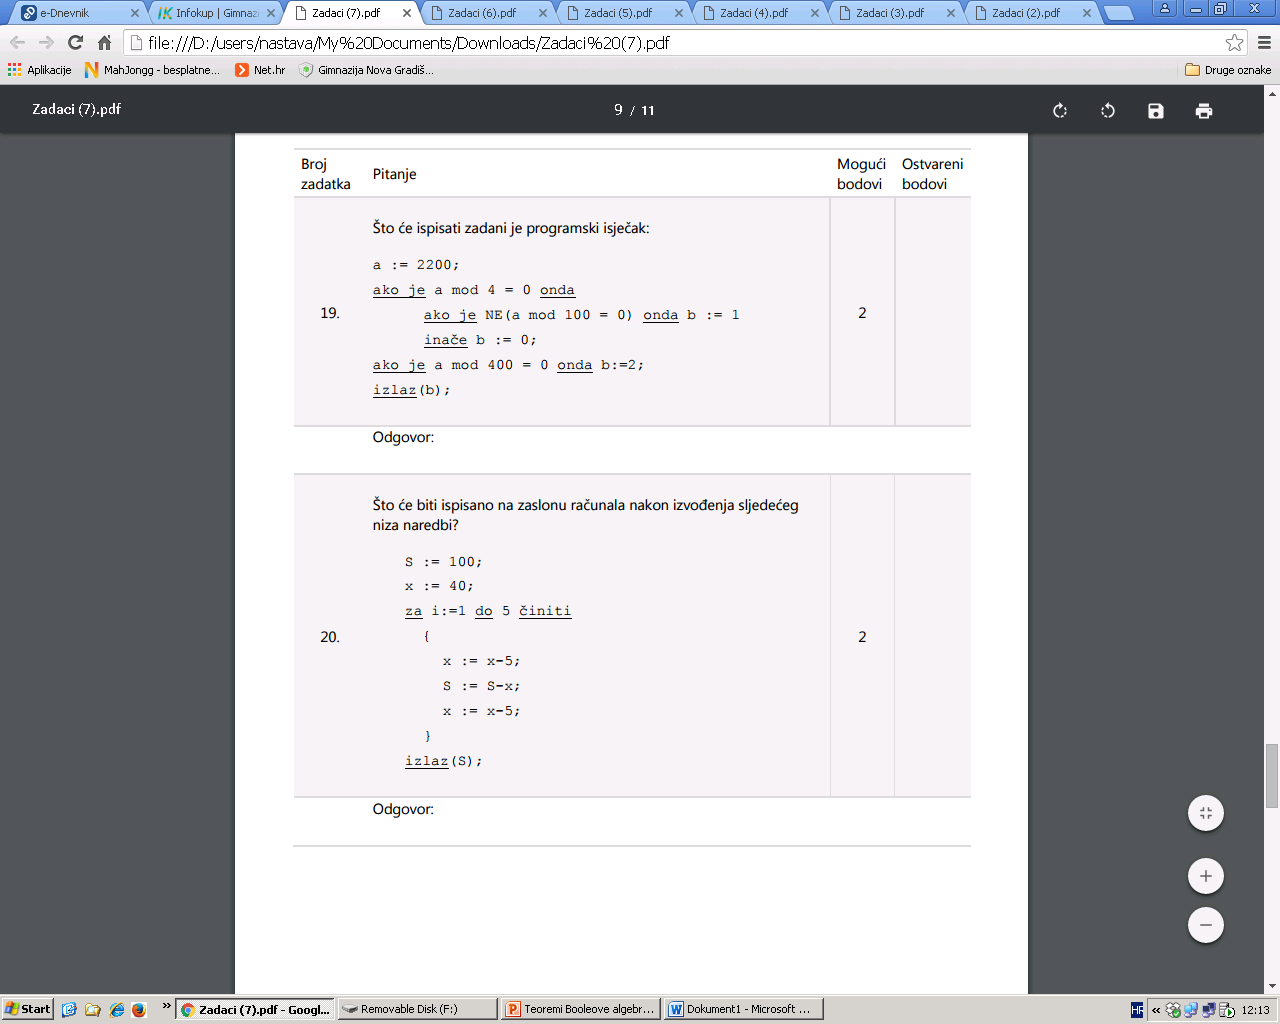 e-Dnevnik
Infokup | Gimnazi
Zadaci (7).pdf
Zadaci (6).pdf
Zadaci (5).pdf
Zadaci (4).pdf
Zadaci (3).pdf
Zadaci (2).pdf
file:///D:/users/nastava/My%20Documents/Downloads/Zadaci%20(7).pdf
Aplikacije
MahJongg - besplatne...
Net.hr
Gimnazija Nova Gradiš...
Druge oznake
Zadaci (7).pdf
9 / 11
Broj zadatka
Pitanje
Mogući bodovi
Ostvareni bodovi
19.
Što će ispisati zadani je programski isječak:
a := 2200;
ako je a mod 4 = 0 onda
ako je NE(a mod 100 = 0) onda b := 1
inače b := 0;
ako je a mod 400 = 0 onda b:=2;
izlaz(b);
2
Odgovor:
20.
Što će biti ispisano na zaslonu računala nakon izvođenja sljedećeg
niza naredbi?
S := 100;
x := 40;
za i:=1 do 5 činiti
{
x := x-5;
S := S-x;
x := x-5;
}
izlaz(S);
2
Odgovor:
Start
»
Zadaci (7).pdf - Googl...
Removable Disk (F:)
Teoremi Booleove algebr...
Dokument1 - Microsoft ...
HR
«
12:13